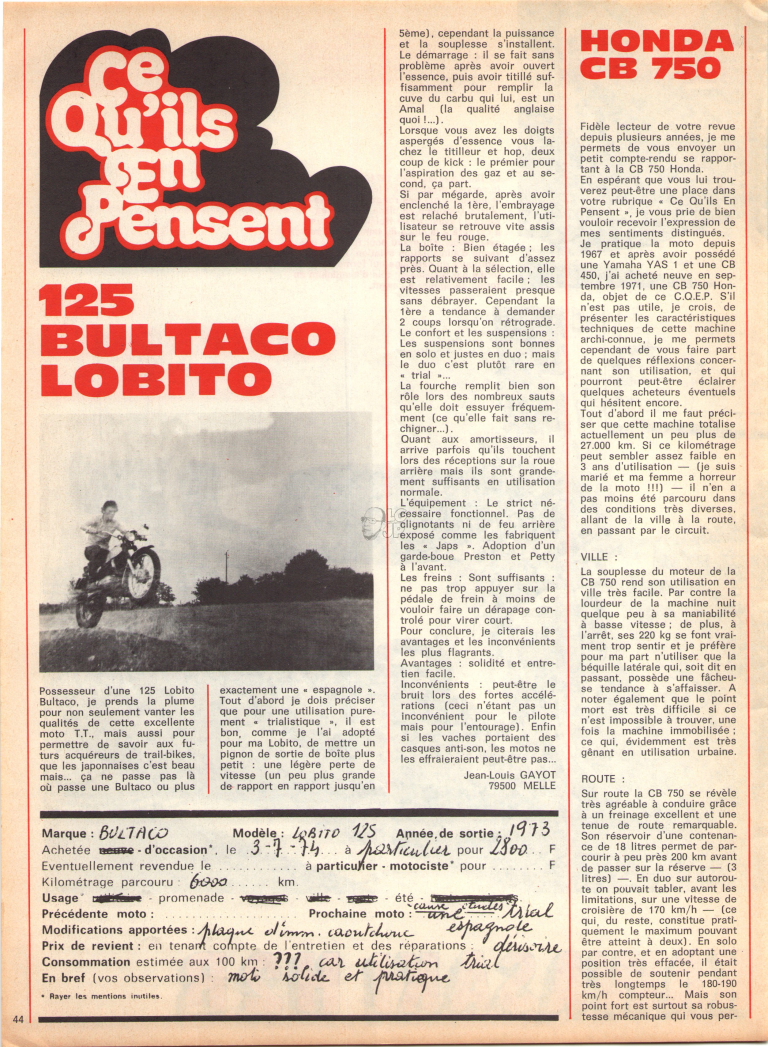 Ce
Qu'ils
En
Pensent
125
BULTACO
LOBITO
Possesseur d'une 125 Lobito
Bultaco, je prends la plume
pour non seulement vanter les
qualités de cette excellente
moto T.T., mais aussi pour
permettre de savoir aux fu-
turs acquéreurs de trail-bikes,
que les japonnaises c'est beau
mais... ça ne passe pas là
où passe une Bultaco ou plus
exactement une « espagnole ».
Tout d'abord je dois préciser
que pour une utilisation pure-
ment « trialistique », il est
bon, comme je l'ai adopté
pour ma Lobito, de mettre un
pignon de sortie de boîte plus
petit : une légère perte de
vitesse (un peu plus grande
de rapport en rapport jusqu'en
5ème), cependant la puissance
et la souplesse s'installent.
Le démarrage : il se fait sans
problème après avoir ouvert
l'essence, puis avoir titillé suf-
fisamment pour remplir la
cuve du carbu qui lui, est un
Amal (la qualité anglaise
quoi !...).
Lorsque vous avez les doigts
aspergés d'essence vous la-
chez le titilleur et hop, deux
coup de kick : le prémier pour
l'aspiration des gaz et au se-
cond, ça part.
Si par mégarde, après avoir
enclenché la 1ère, l'embrayage
est relaché brutalement, l'uti-
lisateur se retrouve vite assis
sur le feu rouge.
La boîte : Bien étagée ; les
rapports se suivant d'assez
près. Quant à la sélection, elle
est relativement facile ; les
vitesses passeraient presque
sans débrayer. Cependant la
1ère a tendance à demander
2 coups lorsqu'on rétrograde.
Le confort et les suspensions :
Les suspensions sont bonnes
en solo et justes en duo ; mais
le duo c'est plutôt rare en
« trial »...
La fourche remplit bien son
rôle lors des nombreux sauts
qu'elle doit essuyer fréquem-
ment (ce qu'elle fait sans re-
chigner...).
Quant aux amortisseurs, il
arrive parfois qu'ils touchent
lors des réceptions sur la roue
arrière mais ils sont grande-
ment suffisants en utilisation
normale.
L'équipement : Le strict né-
cessaire fonctionnel. Pas de
clignotants ni de feu arrière
exposé comme les fabriquent
les « Japs ». Adoption d'un
garde-boue Preston et Petty
à l'avant.
Les freins : Sont suffisants :
ne pas trop appuyer sur la
pédale de frein à moins de
vouloir faire un dérapage con-
trolé pour virer court.
Pour conclure, je citerais les
avantages et les inconvénients
les plus flagrants.
Avantages : solidité et entre-
tien facile.
Inconvénients : peut-être le
bruit lors des fortes accélé-
rations (ceci n'étant pas un
Inconvénient pour le pilote
mais pour l'entourage). Enfin
si les vaches portaient des
casques anti-son, les motos ne
les effraieraient peut-être pas...
Jean-Louis GAYOT
79500 MELLE
HONDA
CB 750
Fidèle lecteur de votre revue
depuis plusieurs années, je me
permets de vous envoyer un
petit compte-rendu se rappor-
tant à la CB 750 Honda.
En espérant que vous lui trou-
verez peut-être une place dans
votre rubrique « Ce Qu'ils En
Pensent », je vous prie de bien
vouloir recevoir l'expression de
mes sentiments distingués.
Je pratique la moto depuis
1967 et après avoir possédé
une Yamaha YAS 1 et une CB
450, j'ai acheté neuve en sep-
tembre 1971, une CB 750 Hon-
da, objet de ce C.Q.E.P. S'il
n'est pas utile, je crois, de
présenter les caractéristiques
techniques de cette machine
archi-connue, je me permets
cependant de vous faire part
de quelques réflexions concer-
nant son utilisation, et qui
pourront peut-être éclairer
quelques acheteurs éventuels
qui hésitent encore.
Tout d'abord il me faut préci-
ser que cette machine totalise
actuellement un peu plus de
27.000 km. Si ce kilométrage
peut sembler assez faible en
3 ans d'utilisation — (je suis
marié et ma femme a horreur
de la moto !!!) — il n'en a
pas moins été parcouru dans
des conditions très diverses,
allant de la ville à la route,
en passant par le circuit.
VILLE :
La souplesse du moteur de la
CB 750 rend son utilisation en
ville très facile. Par contre la
lourdeur de la machine nuit
quelque peu à sa maniabilité
à basse vitesse ; de plus, à
l'arrêt, ses 220 kg se font vrai-
ment trop sentir et je préfère
pour ma part n'utiliser que la
béquille latérale qui, soit dit en
passant, possède une fâcheu-
se tendance à s'affaisser. A
noter également que le point
mort est très difficile si ce
n'est impossible à trouver, une
fois la machine immobilisée ;
ce qui, évidemment est très
gênant en utilisation urbaine.
ROUTE :
Sur route la CB 750 se révèle
très agréable à conduire grâce
à un freinage excellent et une
tenue de route remarquable.
Son réservoir d'une contenan-
ce de 18 litres permet de par-
courir à peu près 200 km avant
de passer sur la réserve — (3
litres) —. En duo sur autorou-
te on pouvait tabler, avant les
limitations, sur une vitesse de
croisière de 170 km/h — (ce
qui, du reste, constitue prati-
quement le maximum pouvant
être atteint à deux). En solo
par contre, et en adoptant une
position très effacée, il était
possible de soutenir pendant
très longtemps le 180-190
km/h compteur... Mais son
point fort est surtout sa robus-
tesse mécanique qui vous per-
Marque : BULTACO Modèle : LOBITO 125 Année de sortie : 1973
Achetée neuve - d'occasion*, le 3-7-74 à particulier pour 2800 F
Eventuellement revendue le ........... à particulier - motociste* pour ........ F
Kilométrage parcouru : 6000 km.
Usage* utilitaire - promenade - voyages - ville - - été -
Précédente moto : Prochaine moto : cause études une trial espagnole
Modifications apportées : plaque d'imm. caoutchouc
Prix de revient : en tenant compte de l'entretien et des réparations : dérisoire
Consommation estimée aux 100 km : ??? car utilisation trial
En bref (vos observations) : moto solide et pratique
* Rayer les mentions inutiles.
44